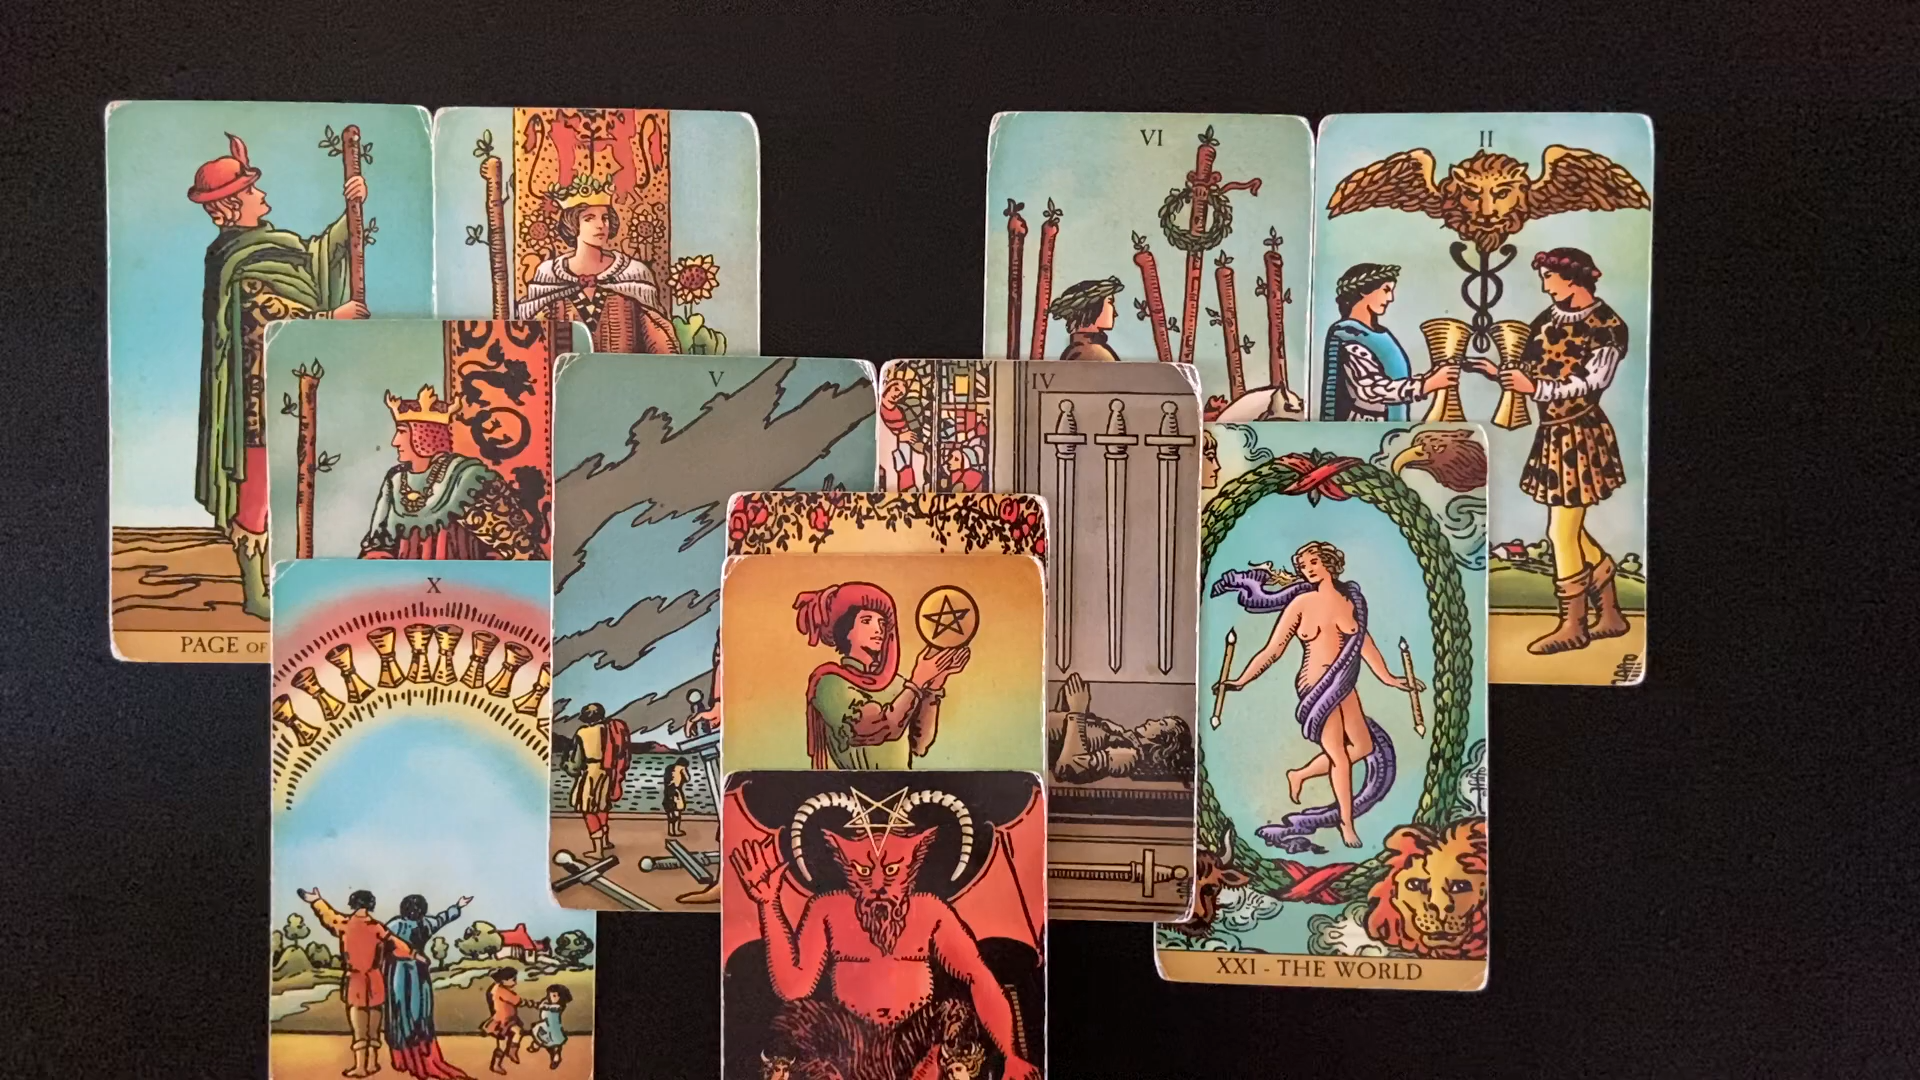 VI
II
V
IV
X
PAGE OF
XXI - THE WORLD